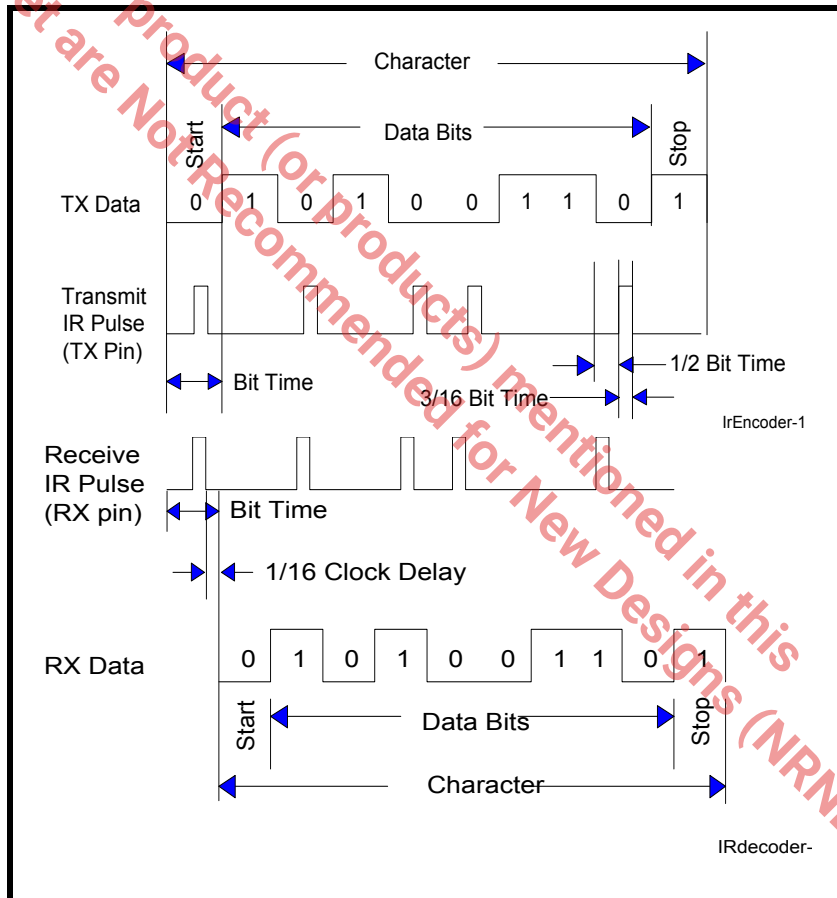 product (or products) mentioned in this
et are Not Recommended for New Designs (NRN
Character
Start
Data Bits
Stop
TX Data
0 1 0 1 0 0 1 1 0 1
Transmit
IR Pulse
(TX Pin)
1/2 Bit Time
Bit Time
3/16 Bit Time
IrEncoder-1
Receive
IR Pulse
(RX pin)
Bit Time
1/16 Clock Delay
RX Data
0 1 0 1 0 0 1 1 0 1
Start
Data Bits
Stop
Character
IRdecoder-